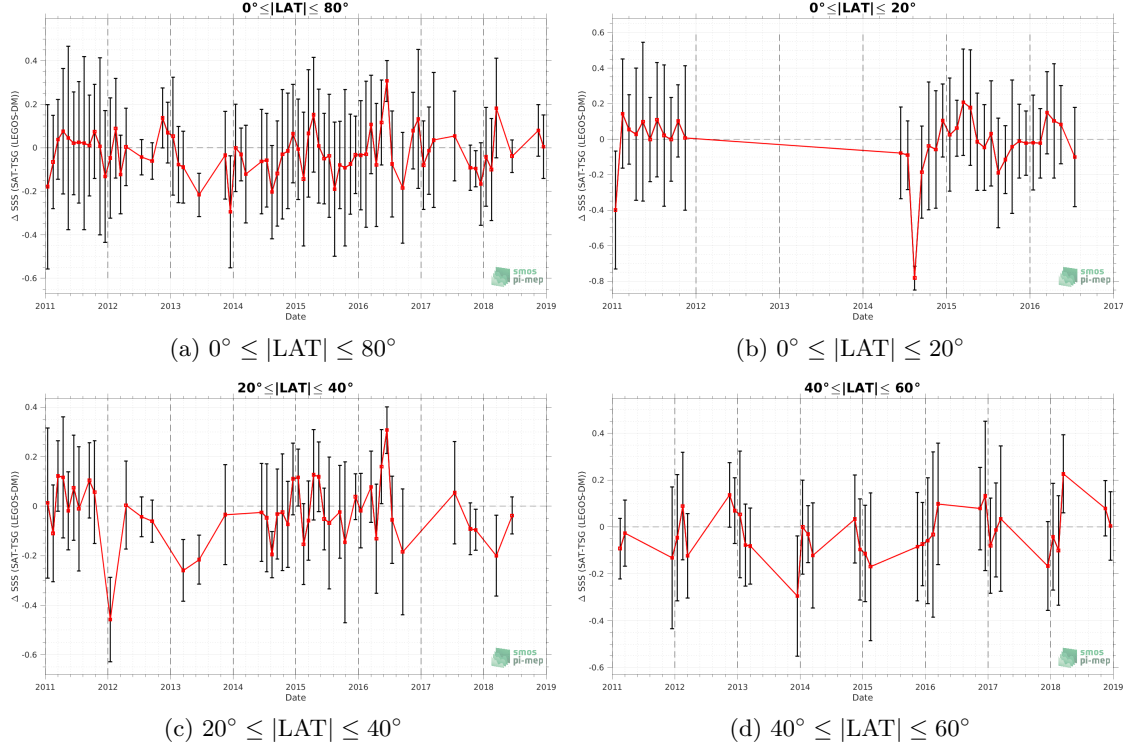 0°≤|LAT|≤ 80°
Δ SSS (SAT-TSG (LEGOS-DM))
0.4
0.2
0
-0.2
-0.4
-0.6
2011 2012 2013 2014 2015 2016 2017 2018 2019
Date
smos
pi-mep
(a) 0° ≤ |LAT| ≤ 80°
0°≤|LAT|≤ 20°
Δ SSS (SAT-TSG (LEGOS-DM))
0.6
0.4
0.2
0
-0.2
-0.4
-0.6
-0.8
2011 2012 2013 2014 2015 2016 2017
Date
smos
pi-mep
(b) 0° ≤ |LAT| ≤ 20°
20°≤|LAT|≤ 40°
Δ SSS (SAT-TSG (LEGOS-DM))
0.4
0.2
0
-0.2
-0.4
-0.6
2011 2012 2013 2014 2015 2016 2017 2018 2019
Date
smos
pi-mep
(c) 20° ≤ |LAT| ≤ 40°
40°≤|LAT|≤ 60°
Δ SSS (SAT-TSG (LEGOS-DM))
0.4
0.2
0
-0.2
-0.4
-0.6
2011 2012 2013 2014 2015 2016 2017 2018 2019
Date
smos
pi-mep
(d) 40° ≤ |LAT| ≤ 60°